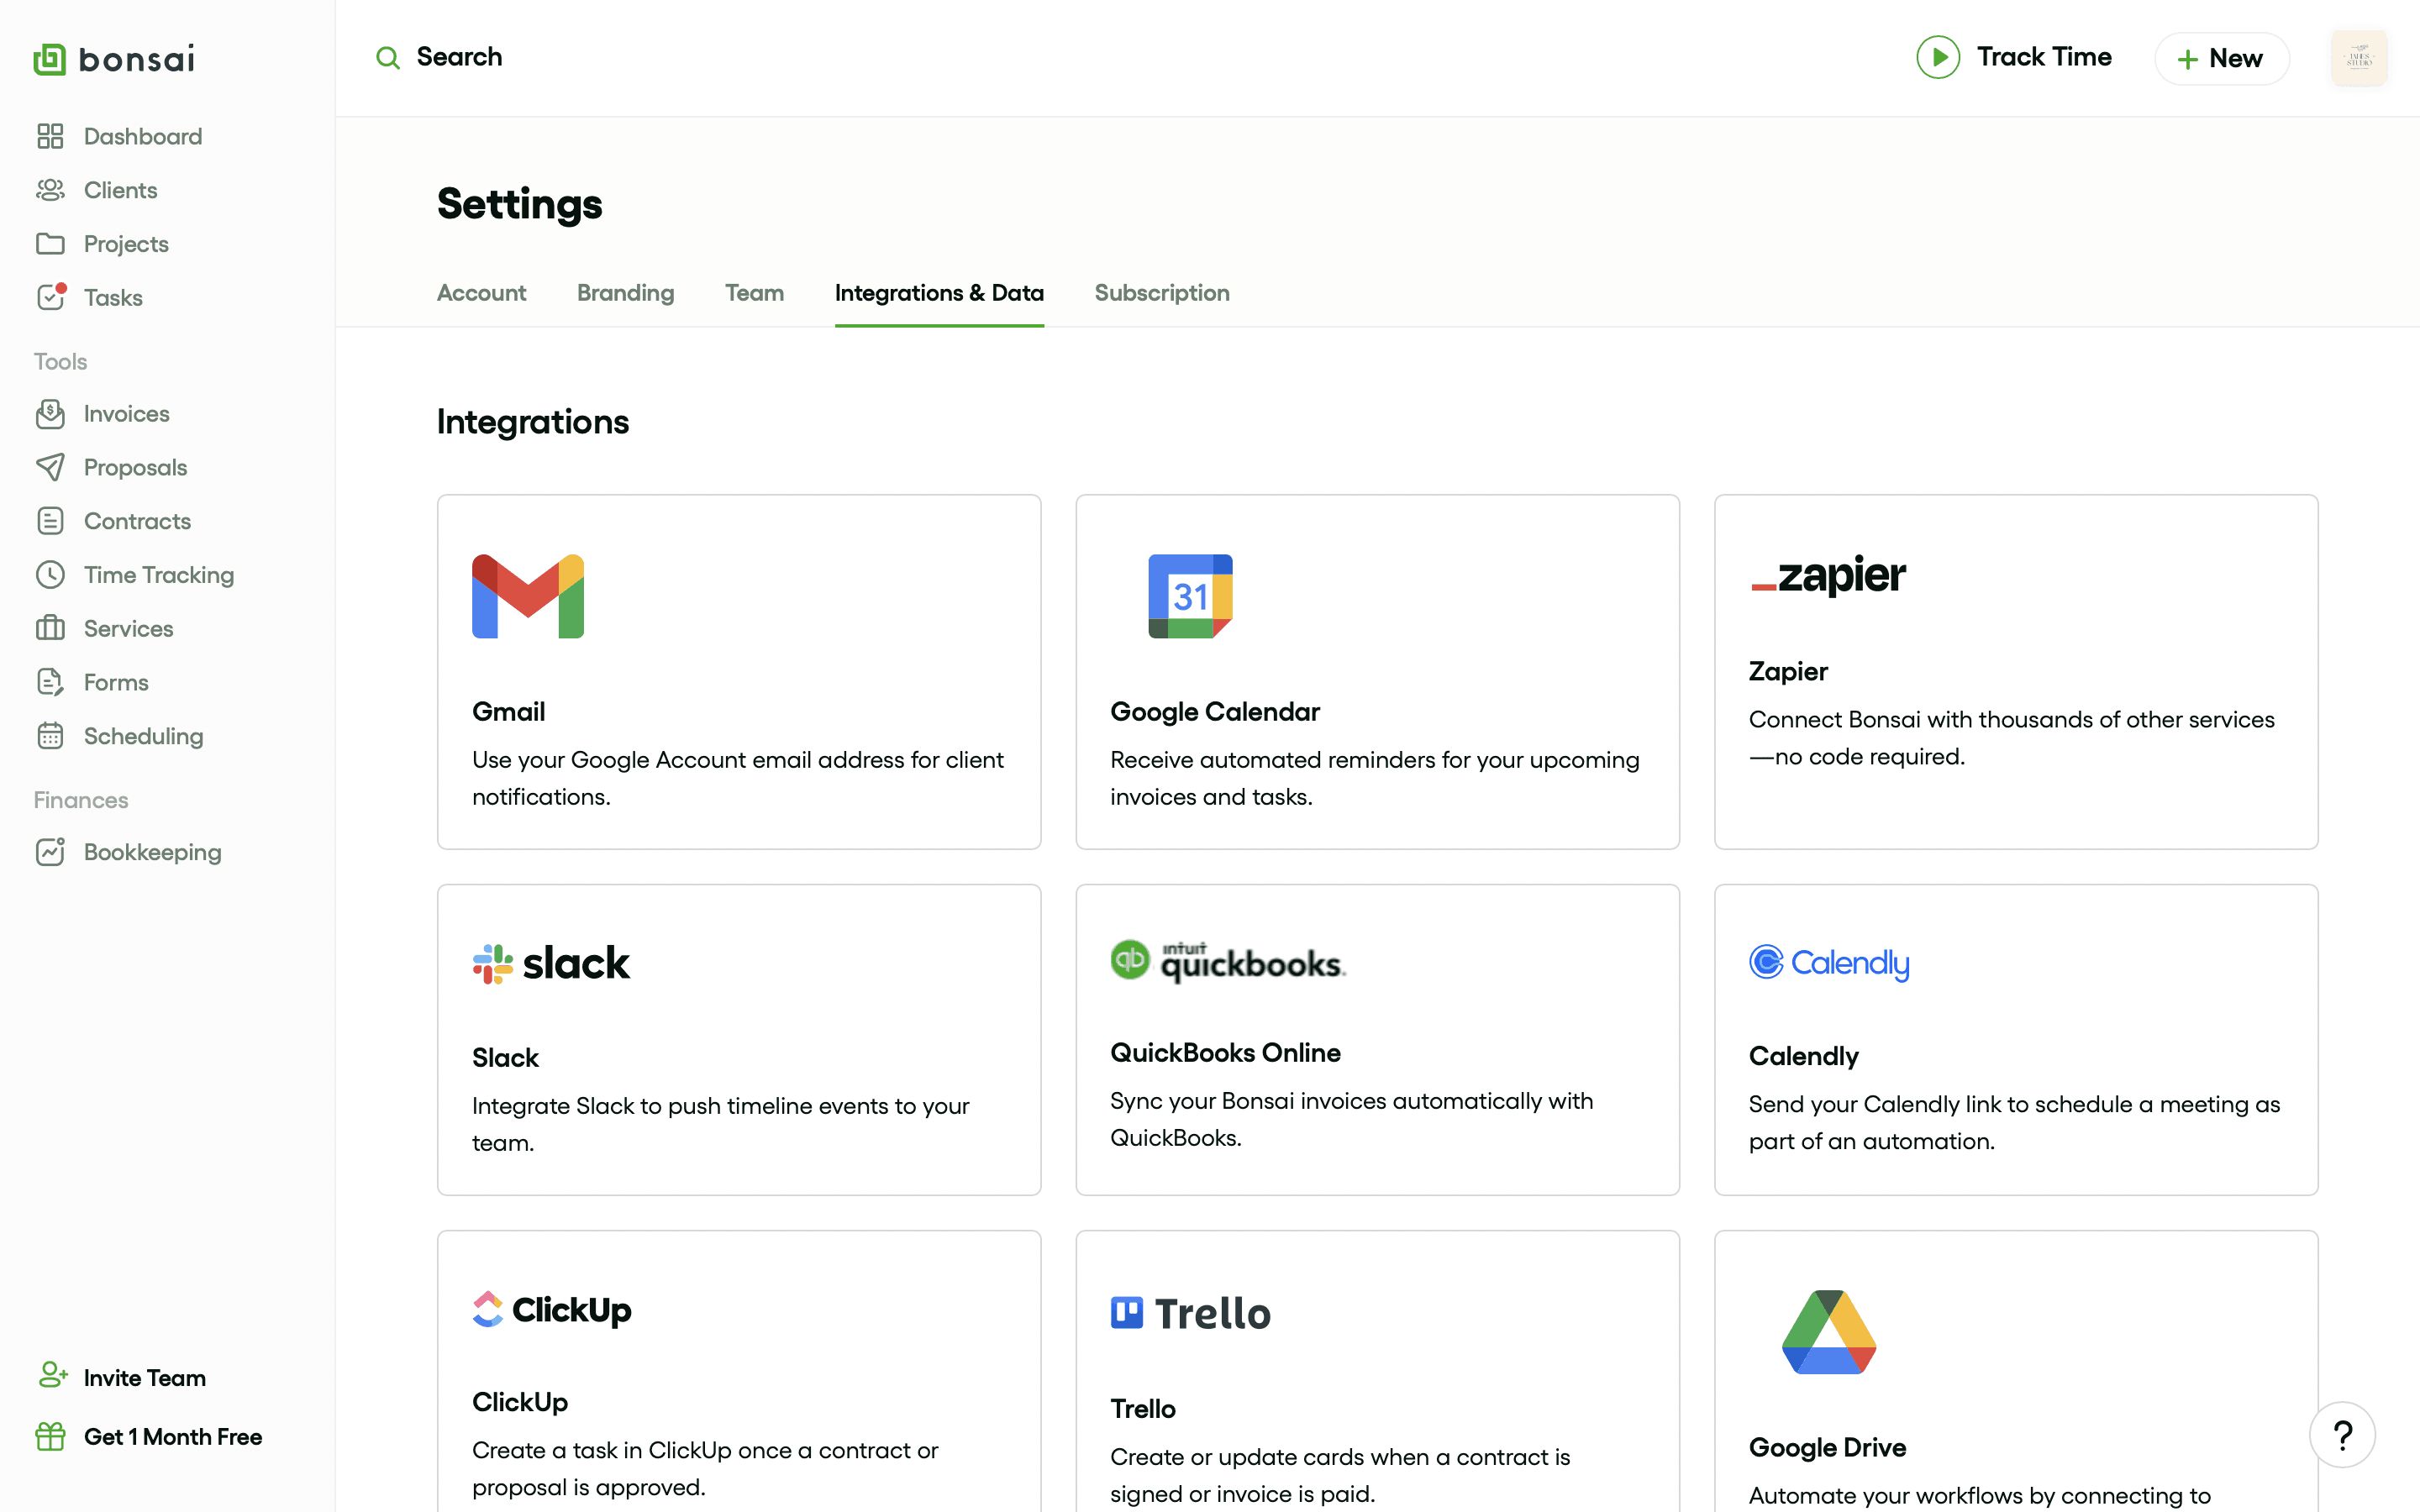 bonsai
Search
Track Time
New
JADES
STUDIO
Dashboard
Clients
Projects
Tasks
Tools
Invoices
Proposals
Contracts
Time Tracking
Services
Forms
Scheduling
Finances
Bookkeeping
Invite Team
Get 1 Month Free
Settings
Account
Branding
Team
Integrations & Data
Subscription
Integrations
Gmail
Use your Google Account email address for client
notifications.
31
Google Calendar
Receive automated reminders for your upcoming
invoices and tasks.
_zapier
Zapier
Connect Bonsai with thousands of other services
—no code required.
slack
Slack
Integrate Slack to push timeline events to your
team.
qb
intuit
quickbooks.
QuickBooks Online
Sync your Bonsai invoices automatically with
QuickBooks.
Calendly
Calendly
Send your Calendly link to schedule a meeting as
part of an automation.
ClickUp
ClickUp
Create a task in ClickUp once a contract or
proposal is approved.
Trello
Trello
Create or update cards when a contract is
signed or invoice is paid.
Google Drive
Automate your workflows by connecting to
?